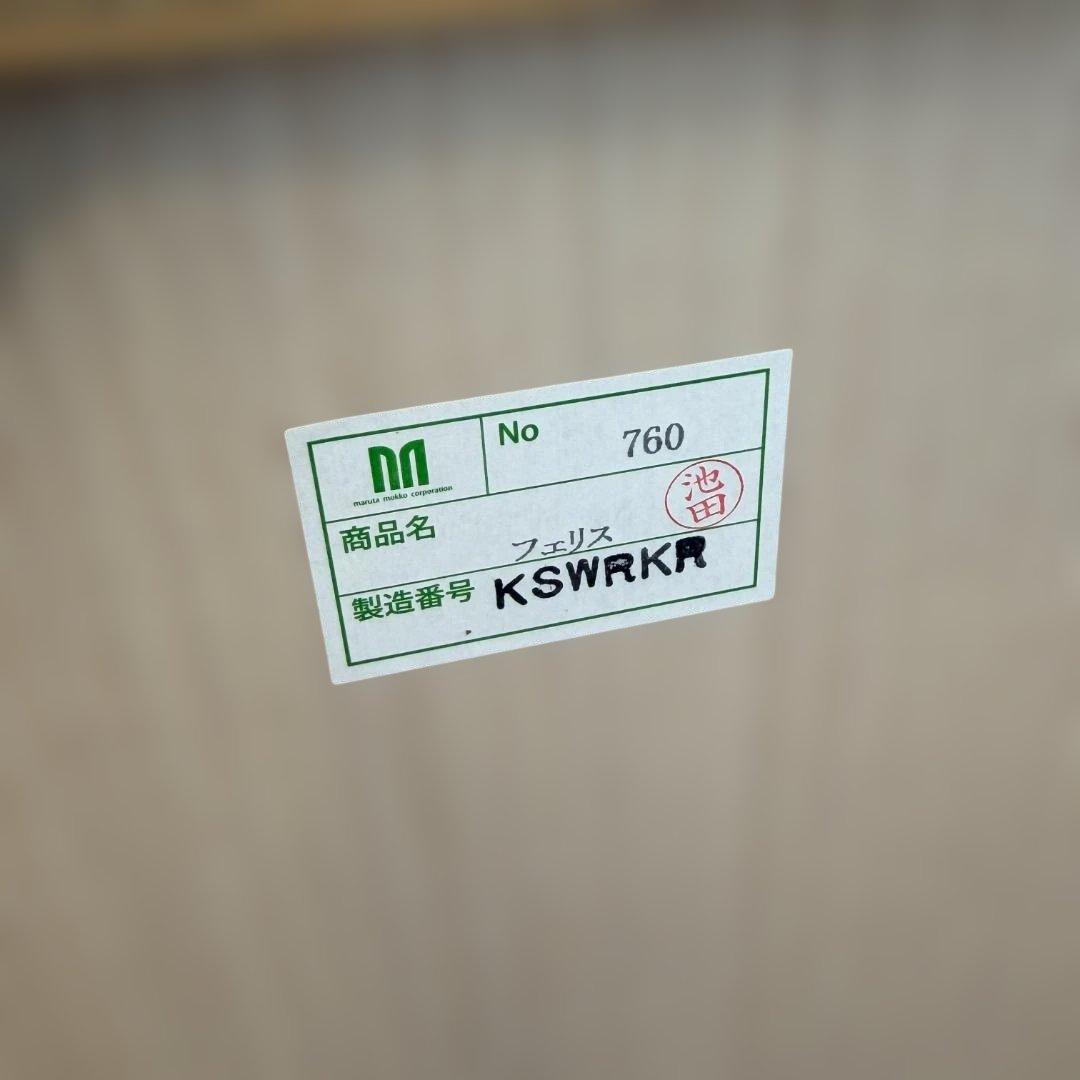 maruta mokko corporation
No 760
商品名 フェリス
池田
製造番号 KSWRKR